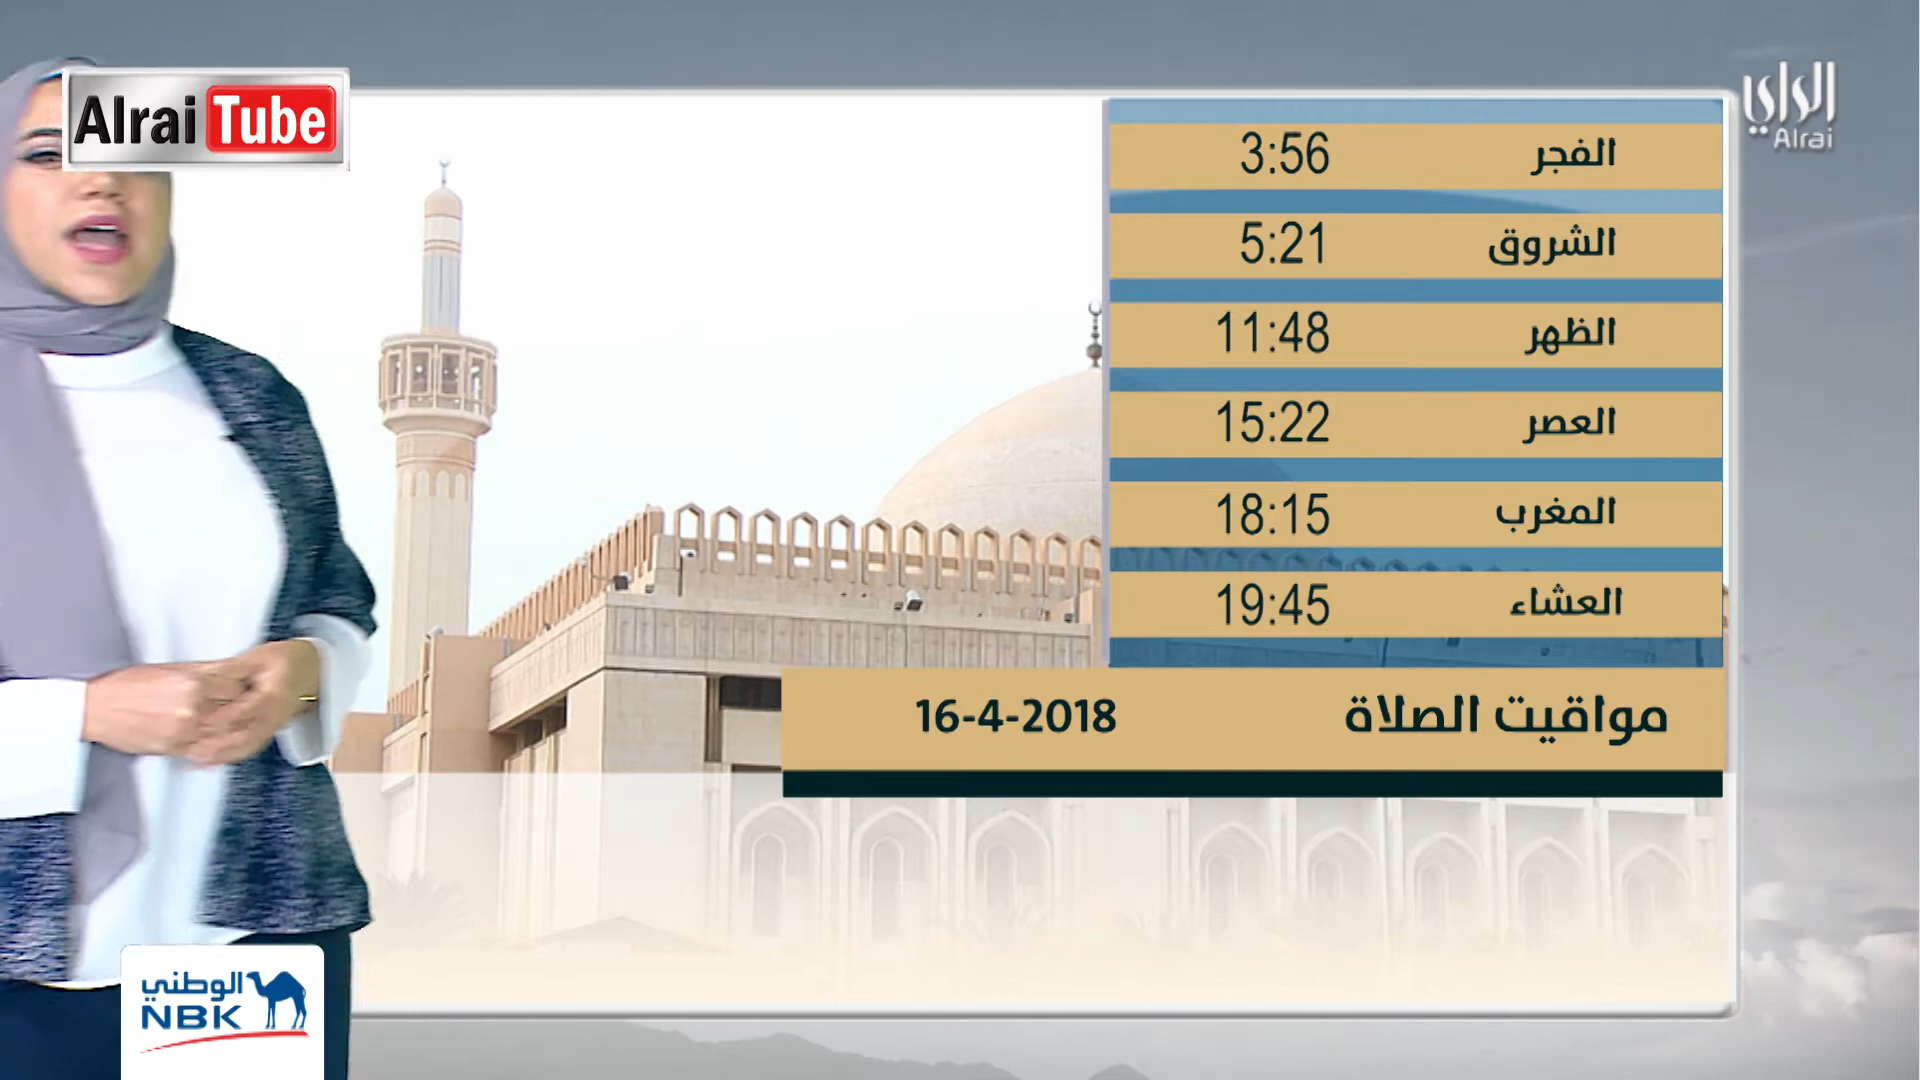 Alrai Tube
الراي
Alrai
الفجر 3:56
الشروق 5:21
الظهر 11:48
العصر 15:22
المغرب 18:15
العشاء 19:45
مواقيت الصلاة 16-4-2018
الوطني
NBK